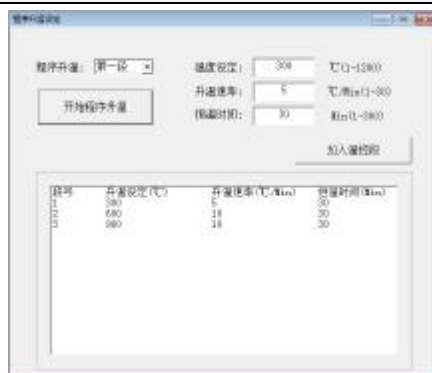 程序升温设定
程序升温: 第一段 温度设定: 300 ℃(1-1200)
开始程序升温 升温速率: 5 ℃/Min(1-30)
恒温时间: 30 Min(1-300)
加入温控段
段号 升温设定(℃) 升温速率(℃/Min) 恒温时间(Min)
1 300 5 30
2 600 10 30
3 900 10 30